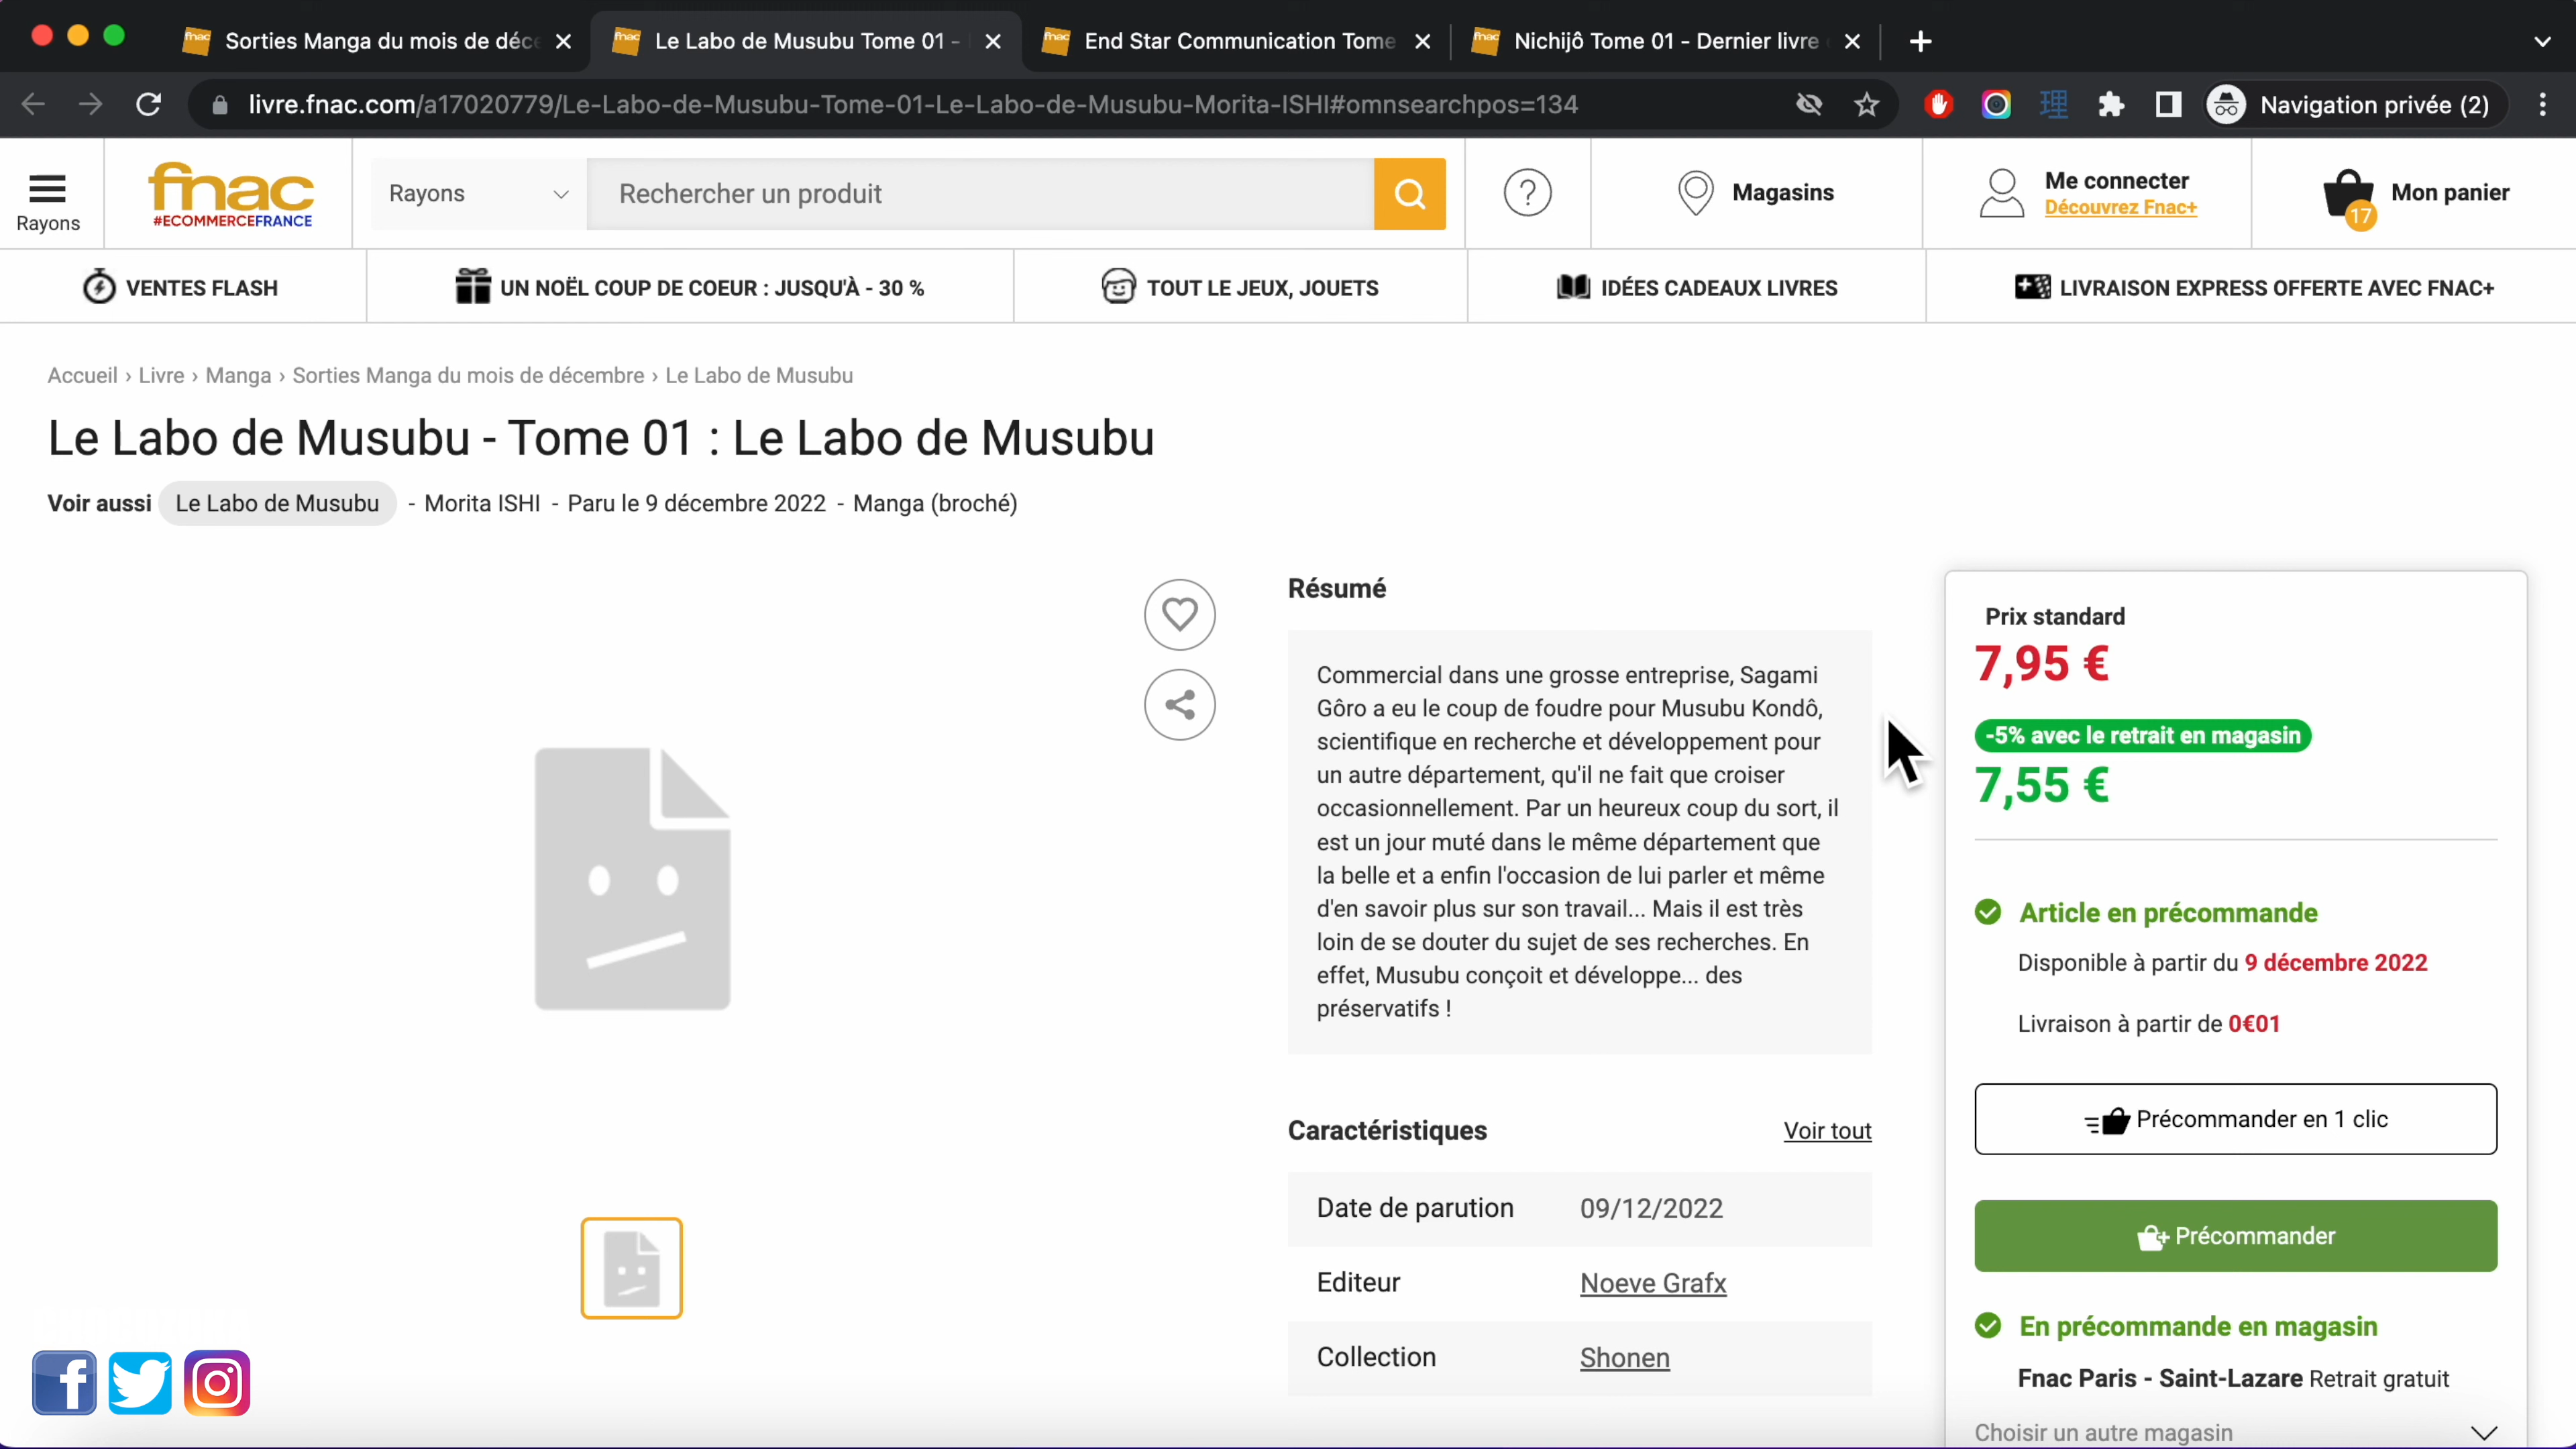 Sorties Manga du mois de déce
Le Labo de Musubu Tome 01 -
End Star Communication Tome
Nichijô Tome 01 - Dernier livre
livre.fnac.com/a17020779/Le-Labo-de-Musubu-Tome-01-Le-Labo-de-Musubu-Morita-ISHI#omnsearchpos=134
理
Navigation privée (2)
Rayons
fnac
#ECOMMERCEFRANCE
Rayons
Rechercher un produit
?
Magasins
Me connecter
Découvrez Fnac+
17
Mon panier
VENTES FLASH
UN NOËL COUP DE COEUR : JUSQU'À - 30 %
TOUT LE JEUX, JOUETS
IDÉES CADEAUX LIVRES
LIVRAISON EXPRESS OFFERTE AVEC FNAC+
Accueil › Livre › Manga › Sorties Manga du mois de décembre › Le Labo de Musubu
Le Labo de Musubu - Tome 01 : Le Labo de Musubu
Voir aussi Le Labo de Musubu - Morita ISHI - Paru le 9 décembre 2022 - Manga (broché)
Résumé
Commercial dans une grosse entreprise, Sagami
Gôro a eu le coup de foudre pour Musubu Kondô,
scientifique en recherche et développement pour
un autre département, qu'il ne fait que croiser
occasionnellement. Par un heureux coup du sort, il
est un jour muté dans le même département que
la belle et a enfin l'occasion de lui parler et même
d'en savoir plus sur son travail... Mais il est très
loin de se douter du sujet de ses recherches. En
effet, Musubu conçoit et développe... des
préservatifs !
Caractéristiques
Voir tout
Date de parution 09/12/2022
Editeur Noeve Grafx
Collection Shonen
Prix standard
7,95 €
-5% avec le retrait en magasin
7,55 €
Article en précommande
Disponible à partir du 9 décembre 2022
Livraison à partir de 0€01
Précommander en 1 clic
Précommander
En précommande en magasin
Fnac Paris - Saint-Lazare Retrait gratuit
Choisir un autre magasin
f